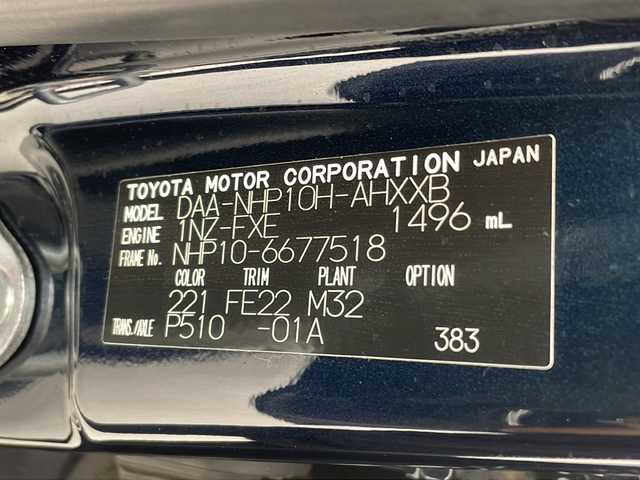 TOYOTA MOTOR CORPORATION JAPAN
MODEL DAA-NHP10H-AHXXB
ENGINE 1NZ-FXE 1496 mL
FRAME No. NHP10-6677518
COLOR TRIM PLANT OPTION
221 FE22 M32
TRANS./AXLE P510 -01A 383